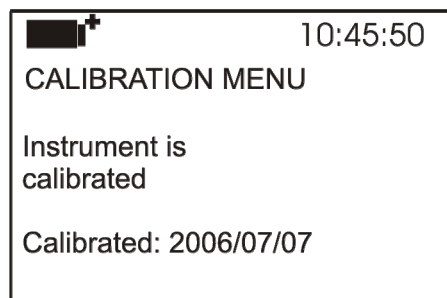 10:45:50
CALIBRATION MENU
Instrument is
calibrated
Calibrated: 2006/07/07